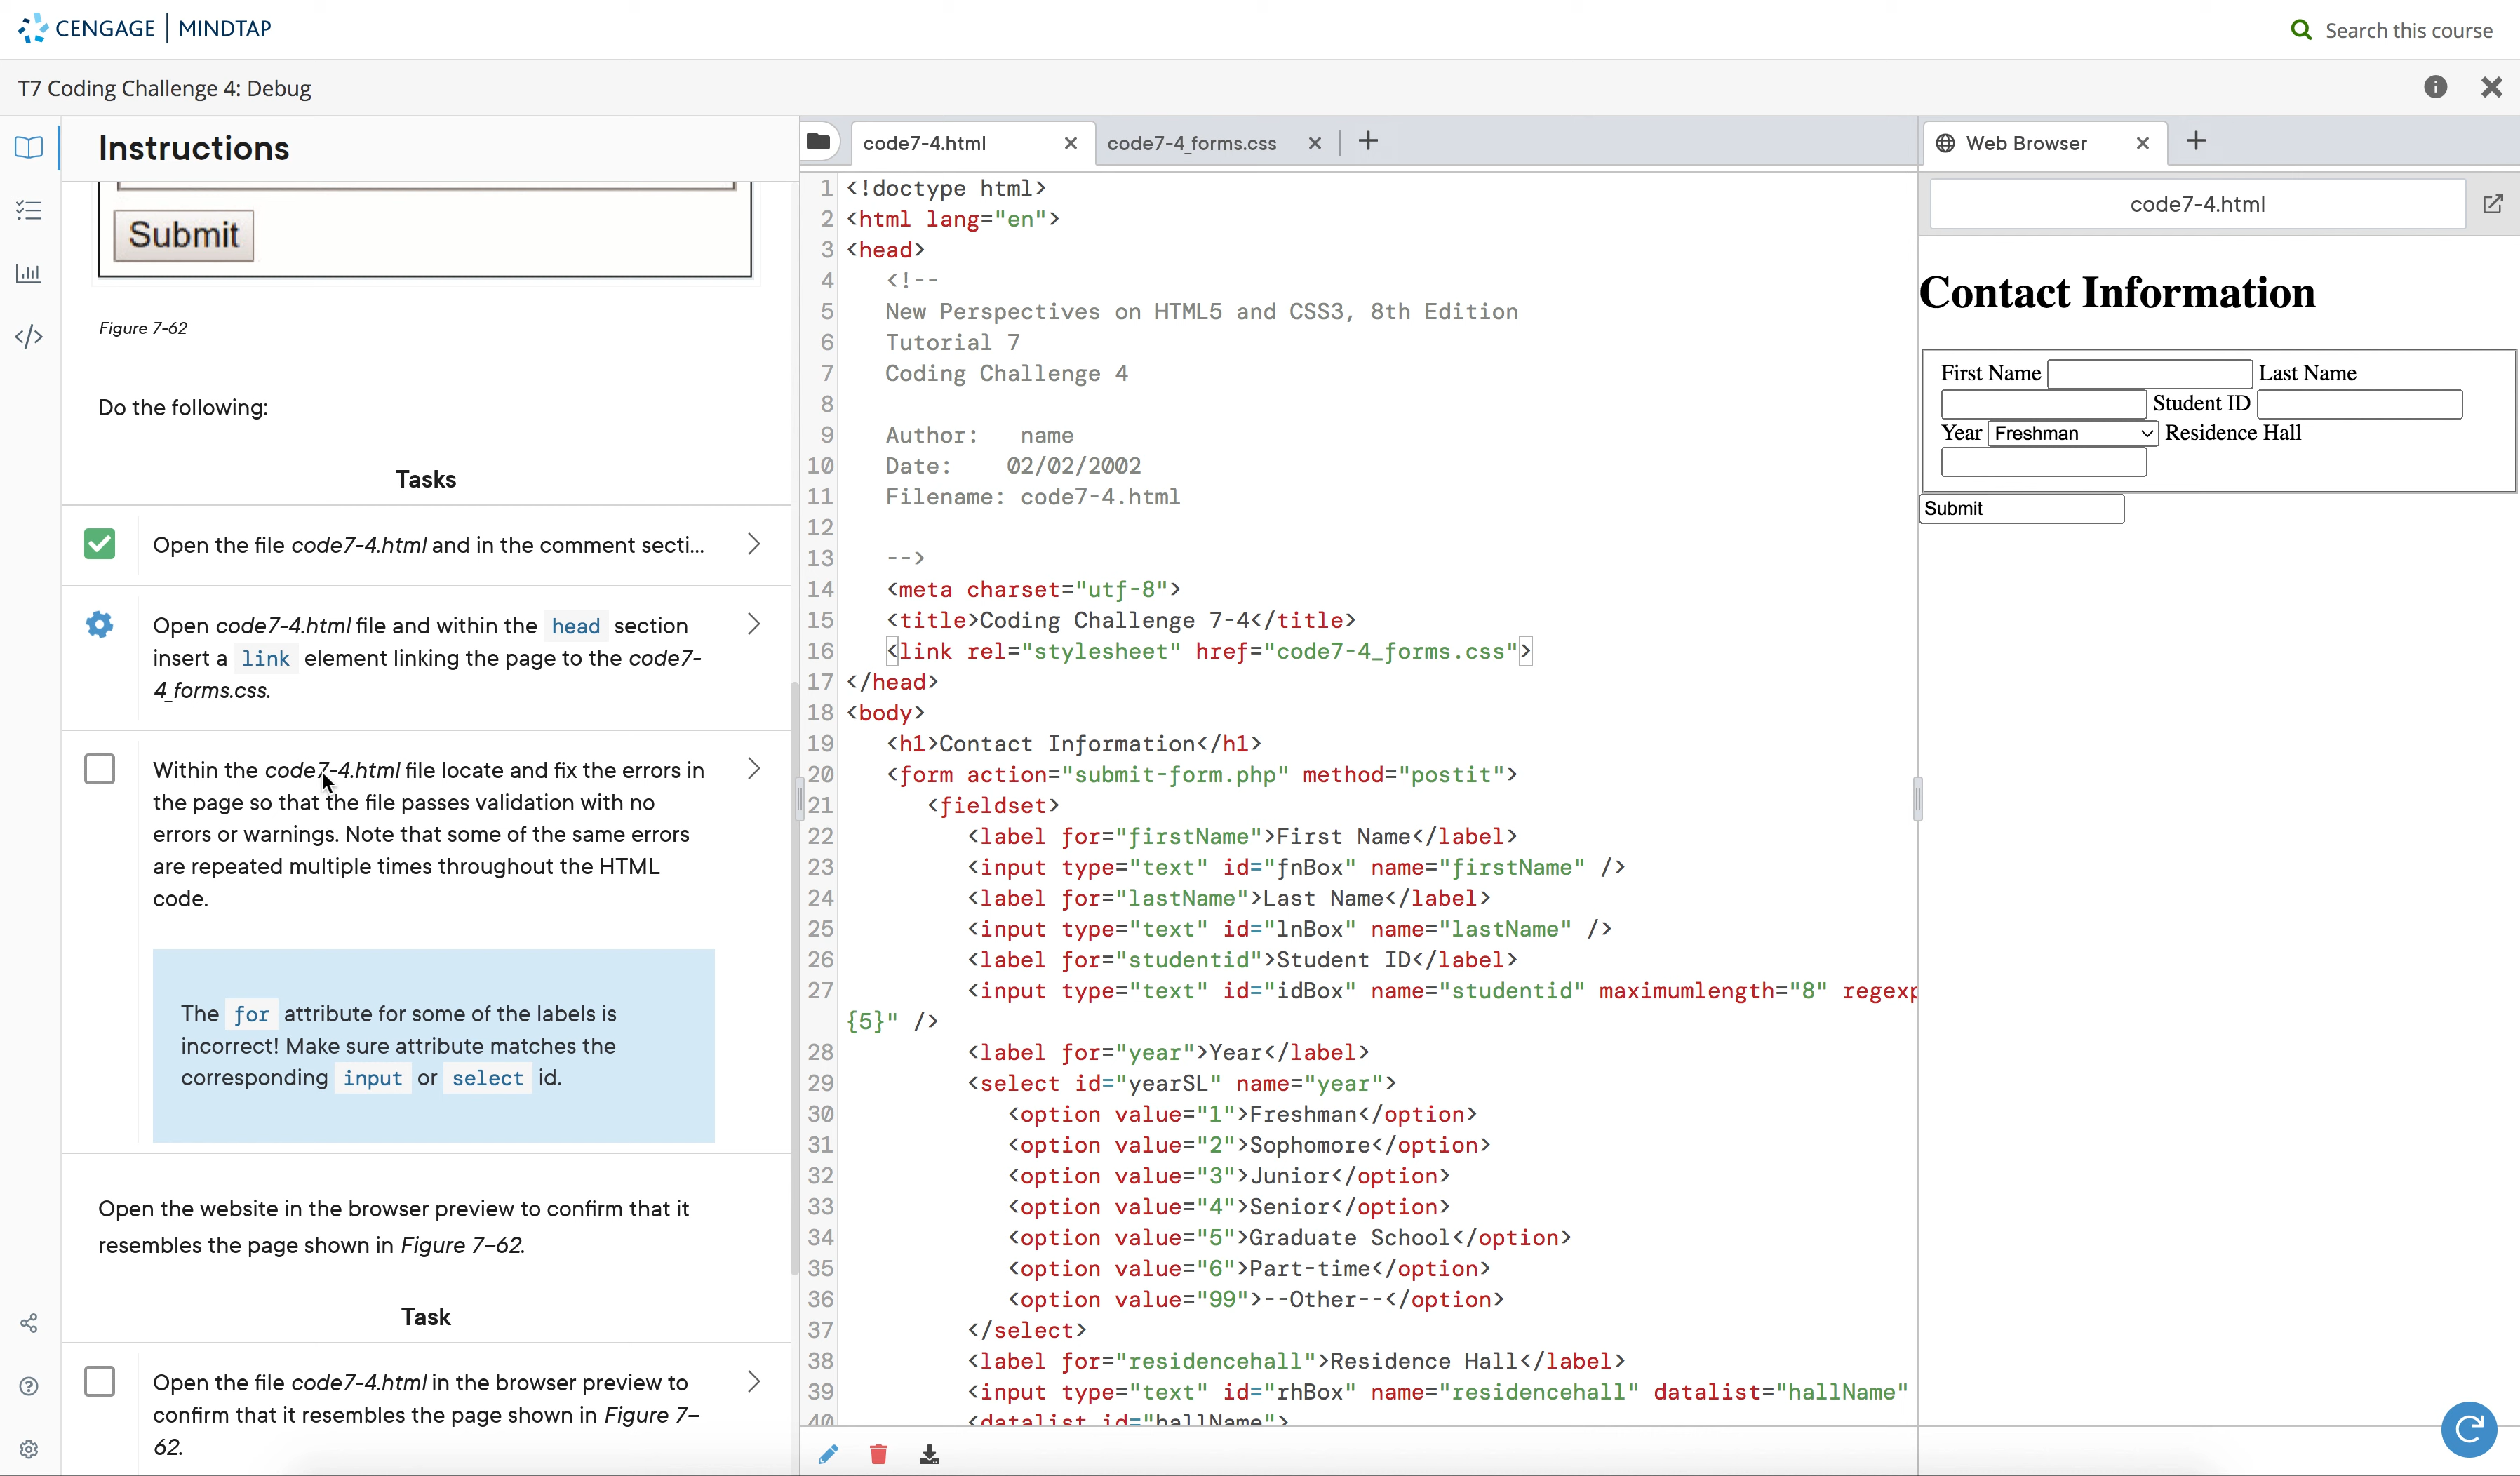 CENGAGE | MINDTAP
Search this course
T7 Coding Challenge 4: Debug
Instructions
Submit
Figure 7-62
Do the following:
Tasks
Open the file code7-4.html and in the comment secti...
Open code7-4.html file and within the head section
insert a link element linking the page to the code7-
4_forms.css.
Within the code7-4.html file locate and fix the errors in
the page so that the file passes validation with no
errors or warnings. Note that some of the same errors
are repeated multiple times throughout the HTML
code.
The for attribute for some of the labels is
incorrect! Make sure attribute matches the
corresponding input or select id.
Open the website in the browser preview to confirm that it
resembles the page shown in Figure 7–62.
Task
Open the file code7-4.html in the browser preview to
confirm that it resembles the page shown in Figure 7–
62.
code7-4.html
code7-4_forms.css
1 <!doctype html>
2 <html lang="en">
3 <head>
4 <!--
5 New Perspectives on HTML5 and CSS3, 8th Edition
6 Tutorial 7
7 Coding Challenge 4
8
9 Author: name
10 Date: 02/02/2002
11 Filename: code7-4.html
12
13 -->
14 <meta charset="utf-8">
15 <title>Coding Challenge 7-4</title>
16 <link rel="stylesheet" href="code7-4_forms.css">
17 </head>
18 <body>
19 <h1>Contact Information</h1>
20 <form action="submit-form.php" method="postit">
21 <fieldset>
22 <label for="firstName">First Name</label>
23 <input type="text" id="fnBox" name="firstName" />
24 <label for="lastName">Last Name</label>
25 <input type="text" id="lnBox" name="lastName" />
26 <label for="studentid">Student ID</label>
27 <input type="text" id="idBox" name="studentid" maximumlength="8" regexp
{5}" />
28 <label for="year">Year</label>
29 <select id="yearSL" name="year">
30 <option value="1">Freshman</option>
31 <option value="2">Sophomore</option>
32 <option value="3">Junior</option>
33 <option value="4">Senior</option>
34 <option value="5">Graduate School</option>
35 <option value="6">Part-time</option>
36 <option value="99">--Other--</option>
37 </select>
38 <label for="residencehall">Residence Hall</label>
39 <input type="text" id="rhBox" name="residencehall" datalist="hallName"
40 <datalist id="hallName">
Web Browser
code7-4.html
Contact Information
First Name Last Name
Student ID
Year Freshman Residence Hall
Submit